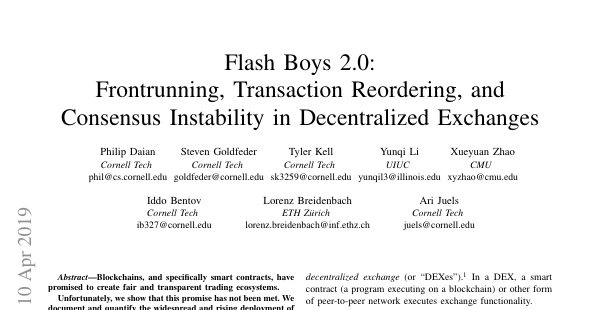 Flash Boys 2.0:
Frontrunning, Transaction Reordering, and
Consensus Instability in Decentralized Exchanges
Philip Daian
Cornell Tech
phil@cs.cornell.edu
Steven Goldfeder
Cornell Tech
goldfeder@cornell.edu
Tyler Kell
Cornell Tech
sk3259@cornell.edu
Yunqi Li
UIUC
yunqil3@illinois.edu
Xueyuan Zhao
CMU
xyzhao@cmu.edu
Iddo Bentov
Cornell Tech
ib327@cornell.edu
Lorenz Breidenbach
ETH Zürich
lorenz.breidenbach@inf.ethz.ch
Ari Juels
Cornell Tech
juels@cornell.edu
10 Apr 2019
Abstract—Blockchains, and specifically smart contracts, have
promised to create fair and transparent trading ecosystems.
Unfortunately, we show that this promise has not been met. We
document and quantify the widespread and rising deployment of
decentralized exchange (or “DEXes”).1 In a DEX, a smart
contract (a program executing on a blockchain) or other form
of peer-to-peer network executes exchange functionality.